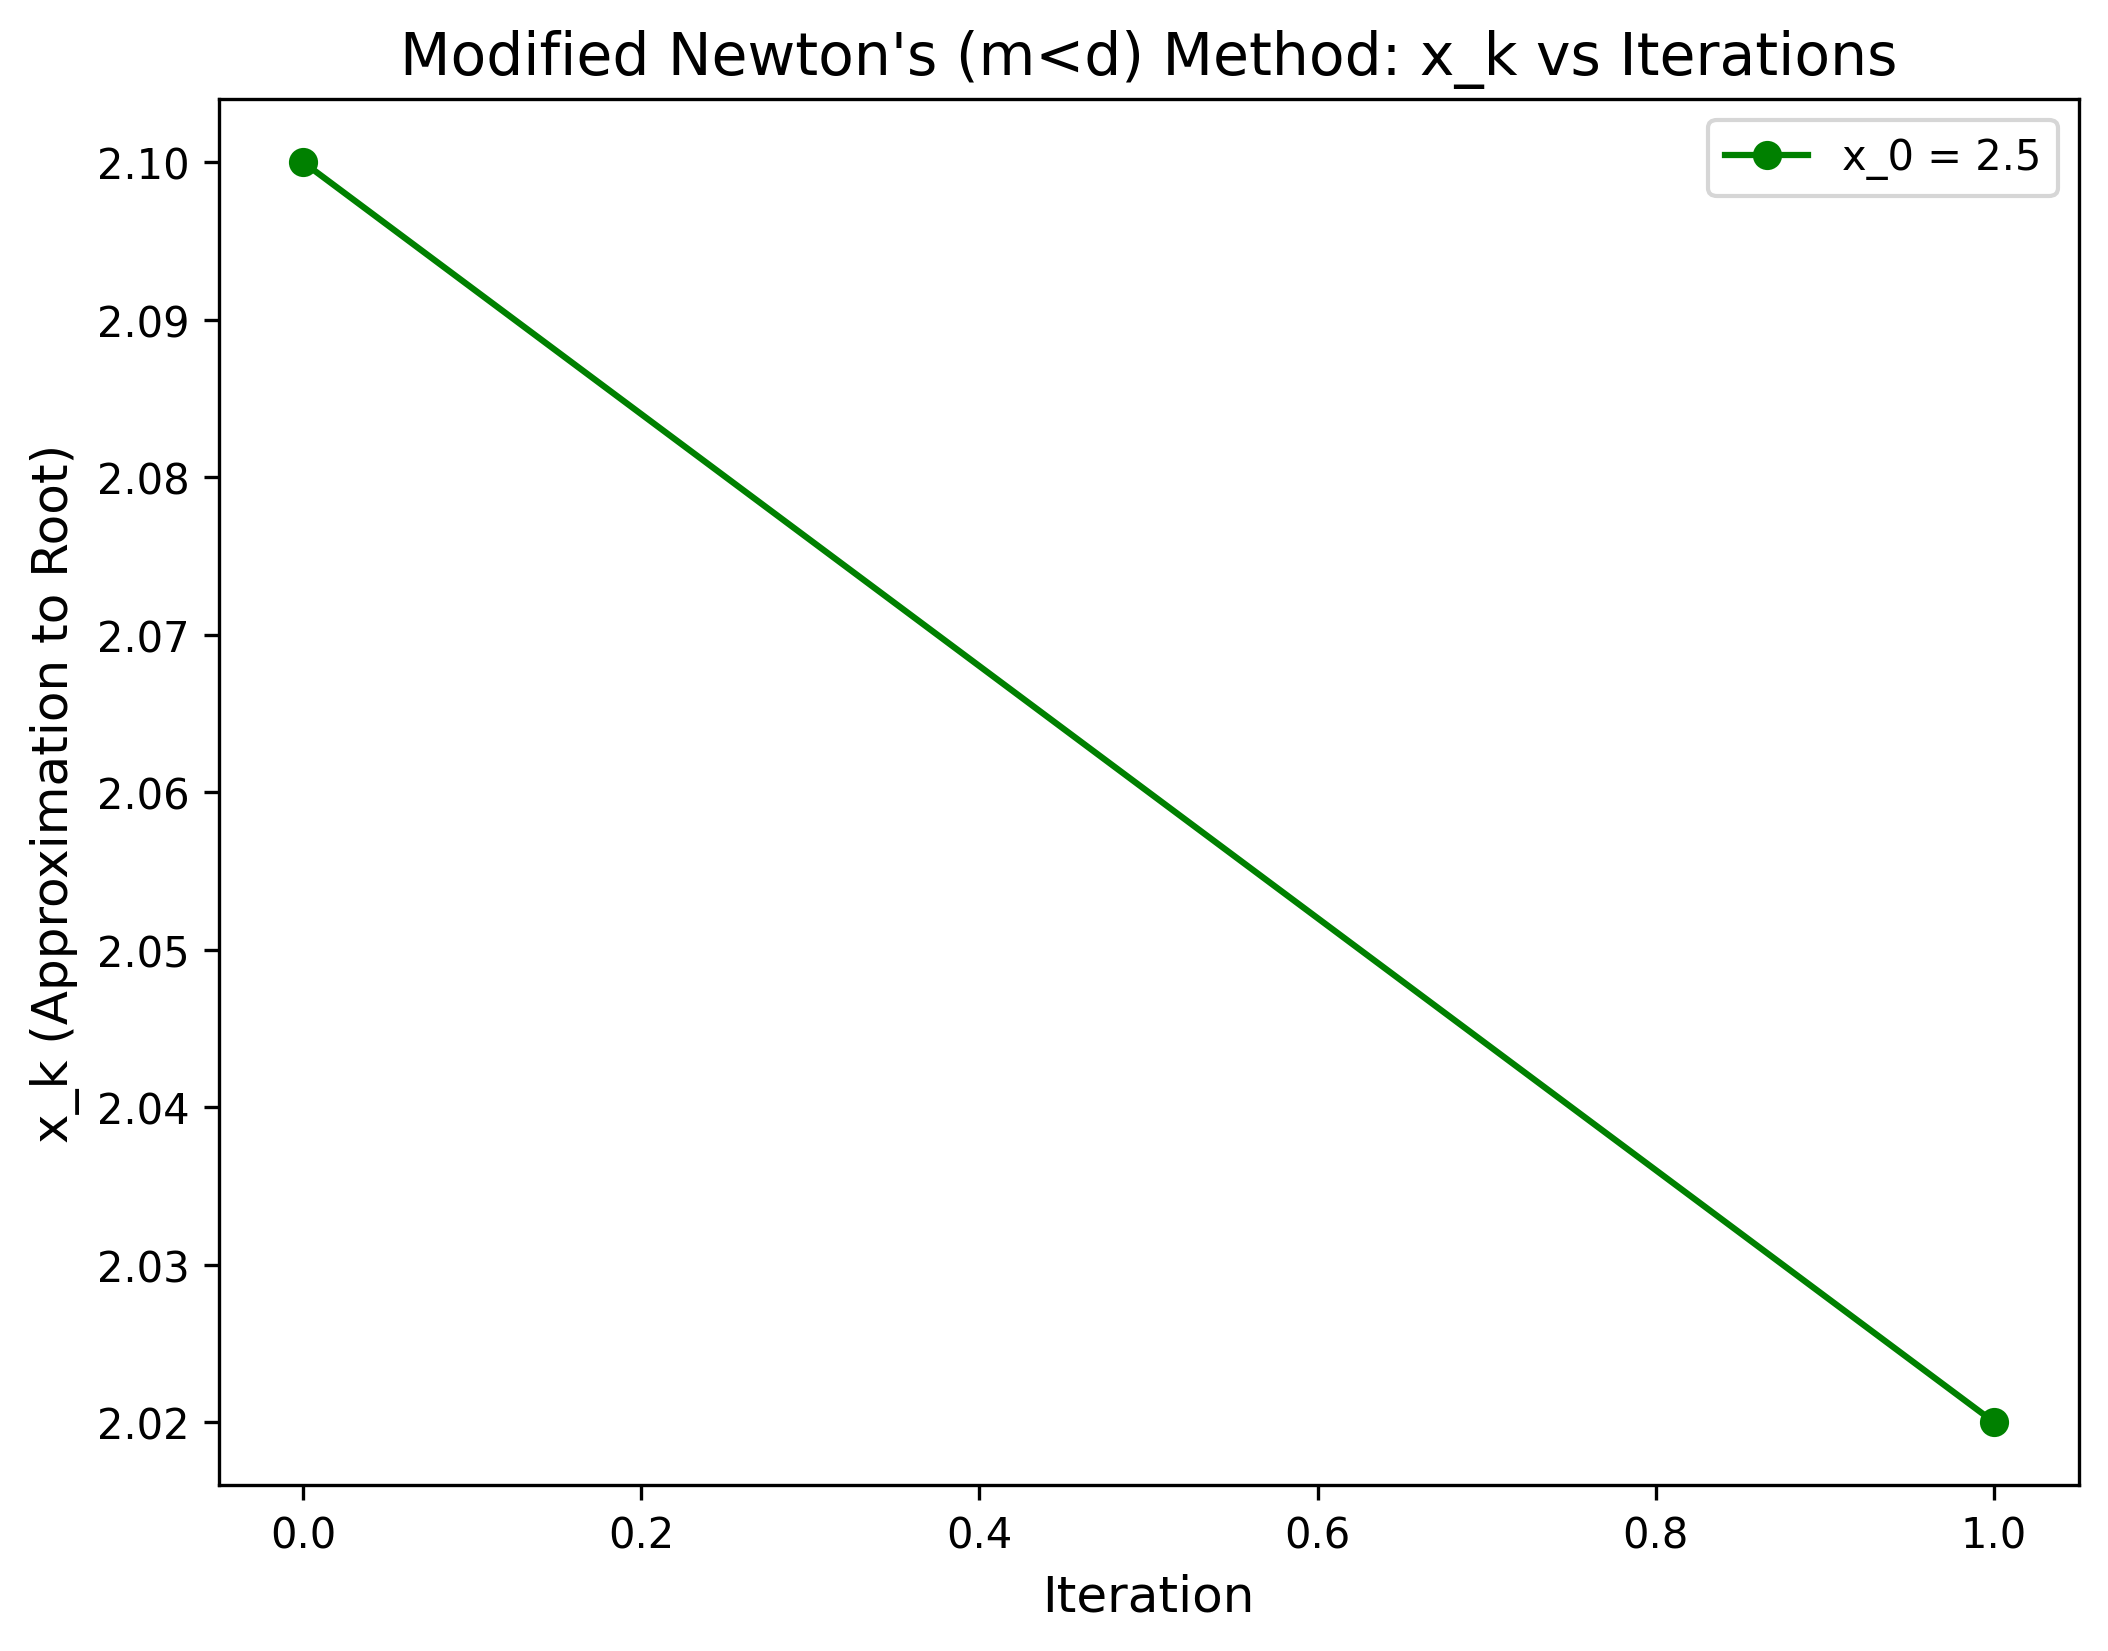 Modified Newton's (m<d) Method: x_k vs Iterations
x_0 = 2.5
x_k (Approximation to Root)
2.10
2.09
2.08
2.07
2.06
2.05
2.04
2.03
2.02
0.0 0.2 0.4 0.6 0.8 1.0
Iteration